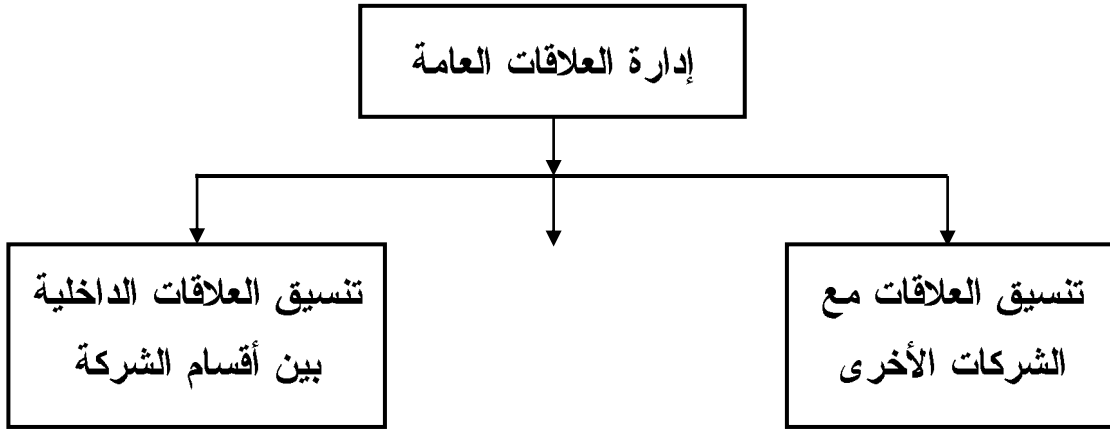 إدارة العلاقات العامة
تنسيق العلاقات مع
الشركات الأخرى
تنسيق العلاقات الداخلية
بين أقسام الشركة